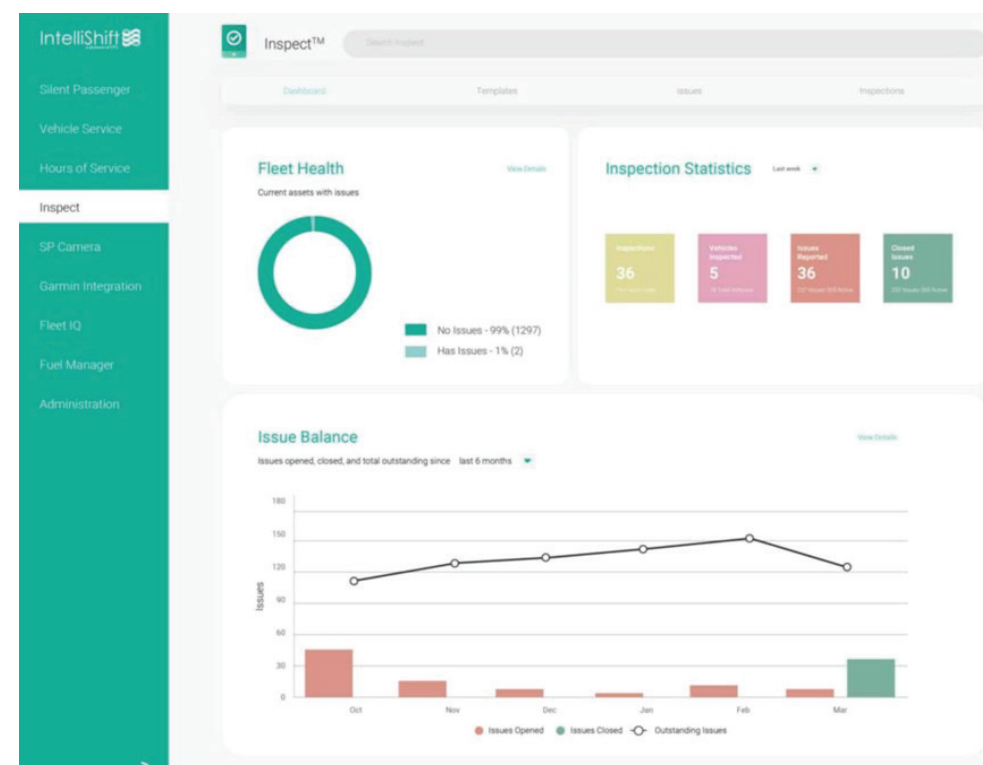 IntelliShift
Inspect™
Search Inspect
Silent Passenger
Vehicle Service
Hours of Service
Inspect
SP Camera
Garmin Integration
Fleet IQ
Fuel Manager
Administration
Dashboard
Templates
Issues
Inspections
Fleet Health
View Details
Current assets with issues
No Issues - 99% (1297)
Has Issues - 1% (2)
Inspection Statistics
Last week
Inspections
36
Vehicles
Inspected
5
Issues
Reported
36
Closed
Issues
10
Issue Balance
View Details
Issues opened, closed, and total outstanding since last 6 months
180
150
120
90
60
30
0
Issues
Oct
Nov
Dec
Jan
Feb
Mar
Issues Opened
Issues Closed
Outstanding Issues